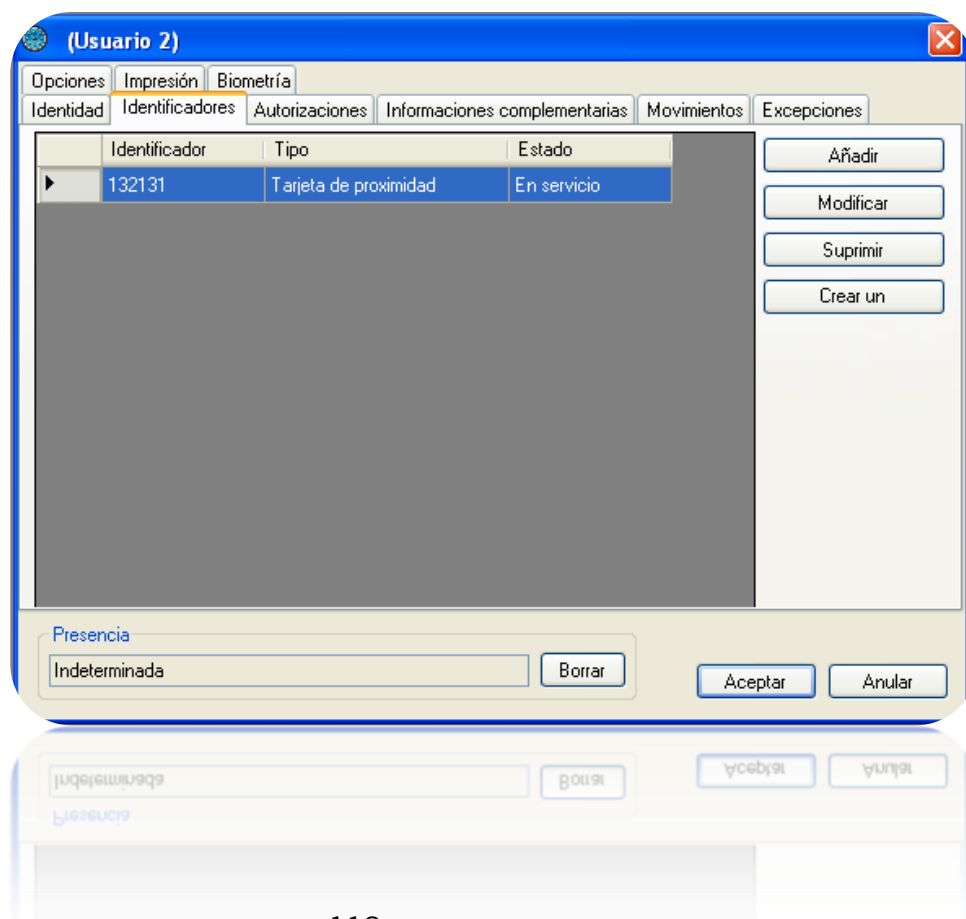 (Usuario 2)
Opciones Impresión Biometría
Identidad Identificadores Autorizaciones Informaciones complementarias Movimientos Excepciones
Identificador Tipo Estado
132131 Tarjeta de proximidad En servicio
Añadir
Modificar
Suprimir
Crear un
Presencia
Indeterminada Borrar
Aceptar Anular